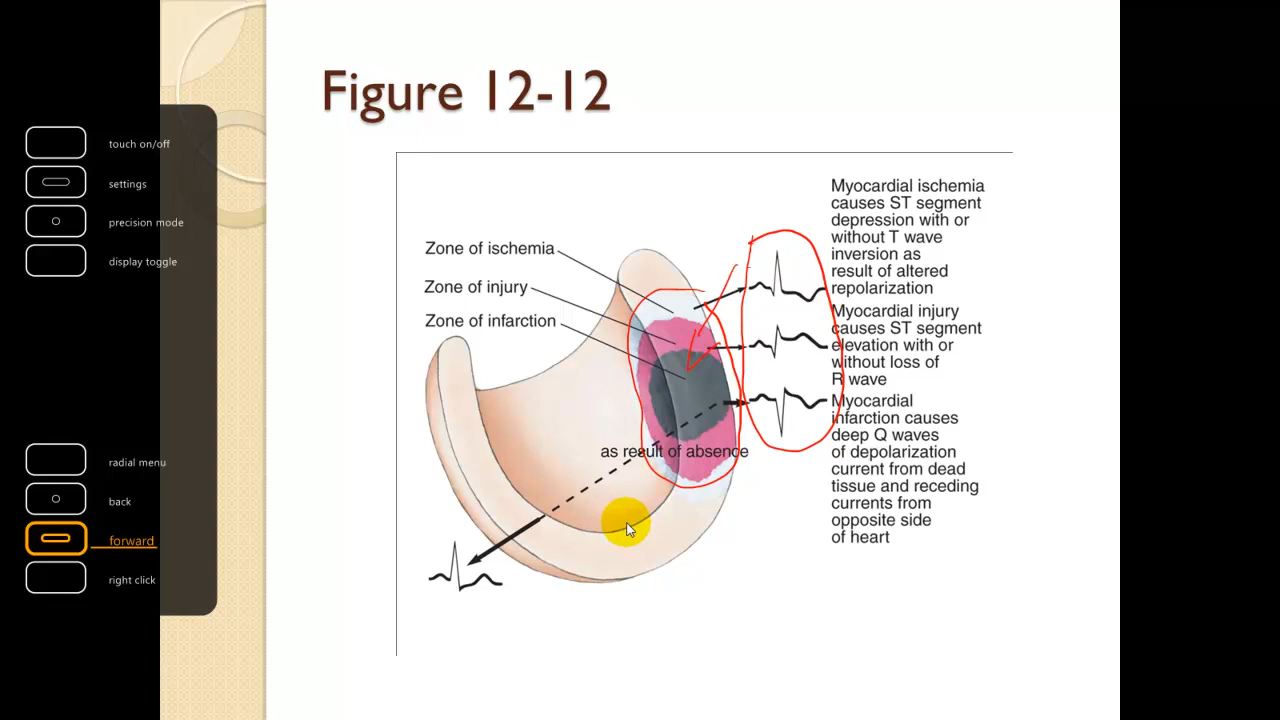 Figure 12-12
touch on/off
settings
precision mode
display toggle
radial menu
back
forward
right click
Zone of ischemia
Zone of injury
Zone of infarction
as result of absence
Myocardial ischemia
causes ST segment
depression with or
without T wave
inversion as
result of altered
repolarization
Myocardial injury
causes ST segment
elevation with or
without loss of
R wave
Myocardial
infarction causes
deep Q waves
of depolarization
current from dead
tissue and receding
currents from
opposite side
of heart